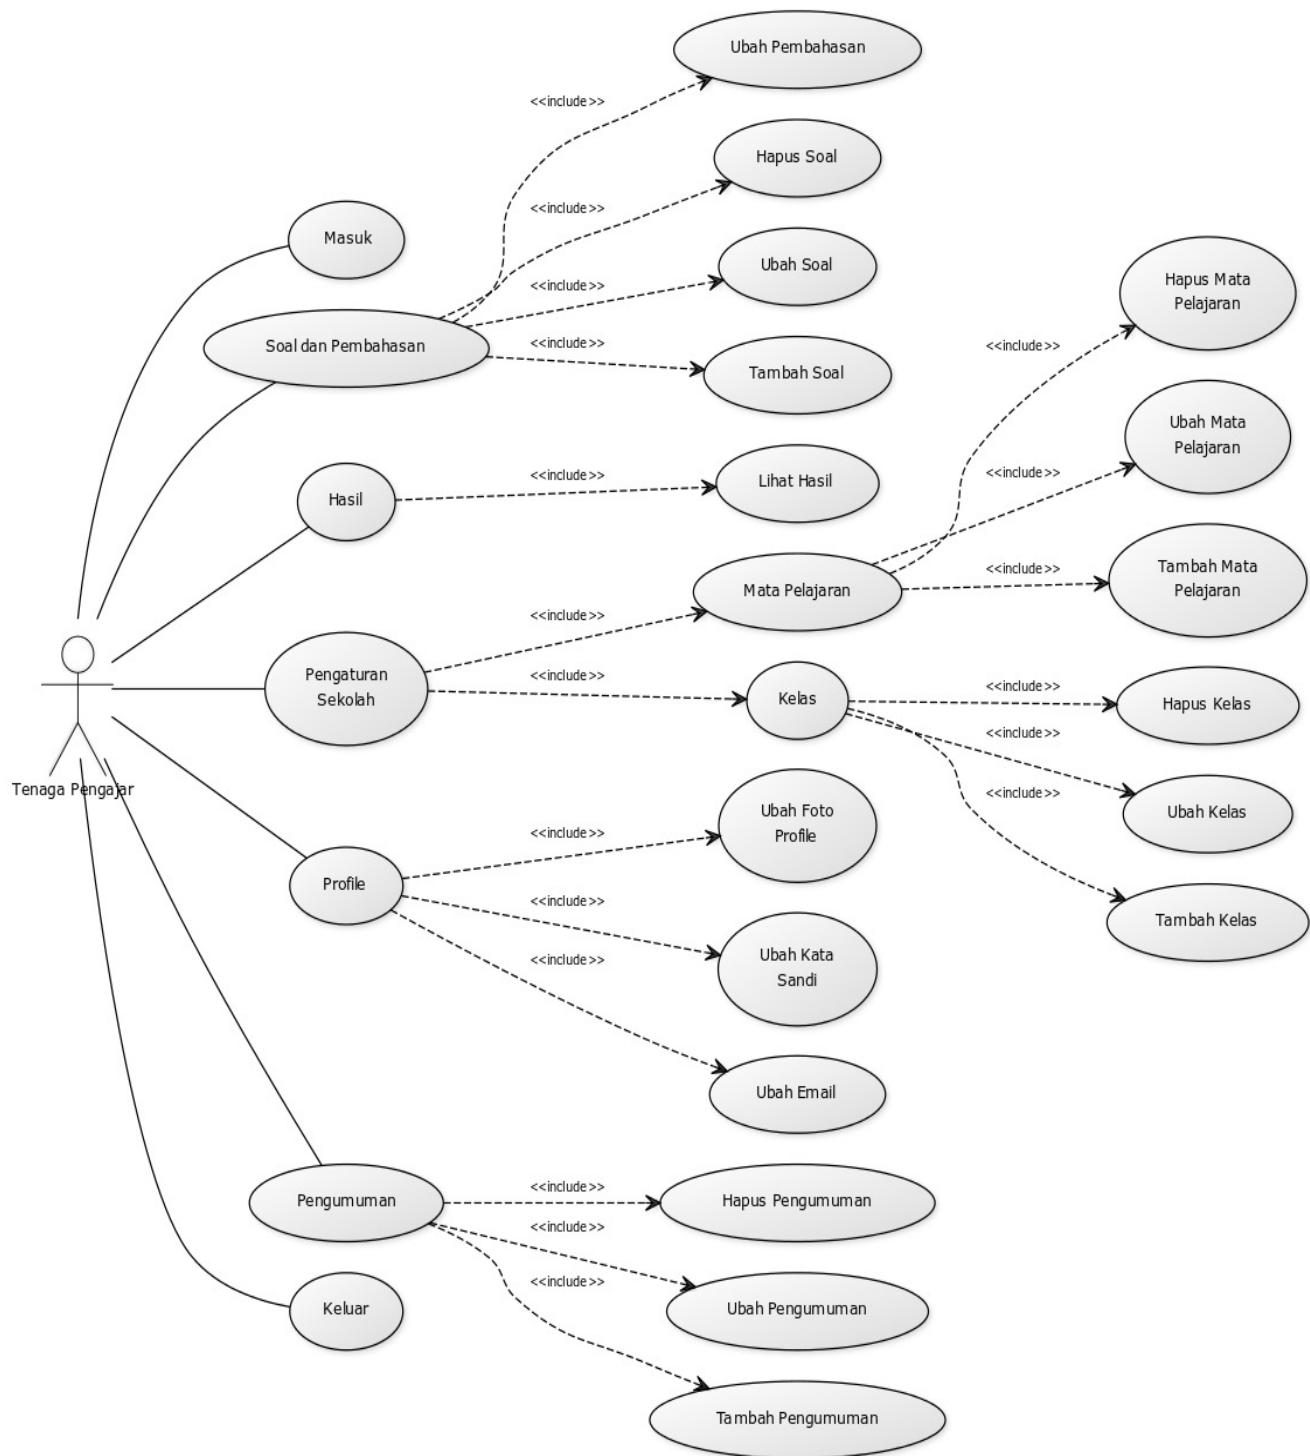 Ubah Pembahasan
<<include>>
Hapus Soal
<<include>>
Masuk
Ubah Soal
<<include>>
Soal dan Pembahasan
<<include>>
Tambah Soal
Hasil
<<include>>
Lihat Hasil
Hapus Mata
Pelajaran
<<include>>
Ubah Mata
Pelajaran
<<include>>
Mata Pelajaran
<<include>>
Tambah Mata
Pelajaran
<<include>>
Pengaturan
Sekolah
<<include>>
Kelas
<<include>>
Hapus Kelas
<<include>>
Ubah Kelas
<<include>>
Tambah Kelas
Tenaga Pengajar
Ubah Foto
Profile
<<include>>
Profile
<<include>>
Ubah Kata
Sandi
<<include>>
Ubah Email
Pengumuman
<<include>>
Hapus Pengumuman
<<include>>
Ubah Pengumuman
<<include>>
Keluar
Tambah Pengumuman